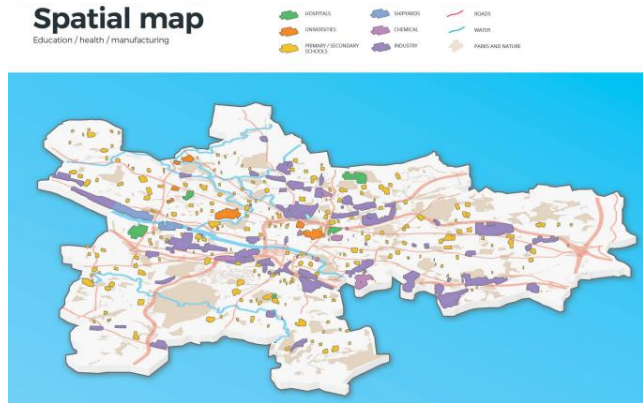 Spatial map
Education / health / manufacturing
HOSPITALS
UNIVERSITIES
PRIMARY / SECONDARY
SCHOOLS
SHIPYARDS
CHEMICAL
INDUSTRY
ROADS
WATER
PARKS AND NATURE